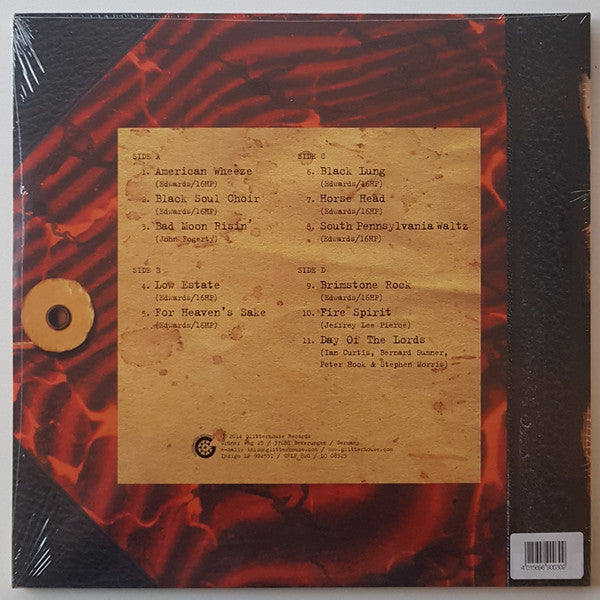 SIDE A
1. American Wheeze
(Edwards/16HP)
2. Black Soul Choir
(Edwards/16HP)
3. Bad Moon Risin'
(John Fogerty)
SIDE B
4. Low Estate
(Edwards/16HP)
5. For Heaven's Sake
(Edwards/16HP)
SIDE C
6. Black Lung
(Edwards/16HP)
7. Horse Head
(Edwards/16HP)
8. South Pennsylvania Waltz
(Edwards/16HP)
SIDE D
9. Brimstone Rock
(Edwards/16HP)
10. Fire Spirit
(Jeffrey Lee Pierce)
11. Day Of The Lords
(Ian Curtis, Bernard Sumner,
Peter Hook & Stephen Morris)
Glitterhouse Records
/ Germany
/ www.glitterhouse.com